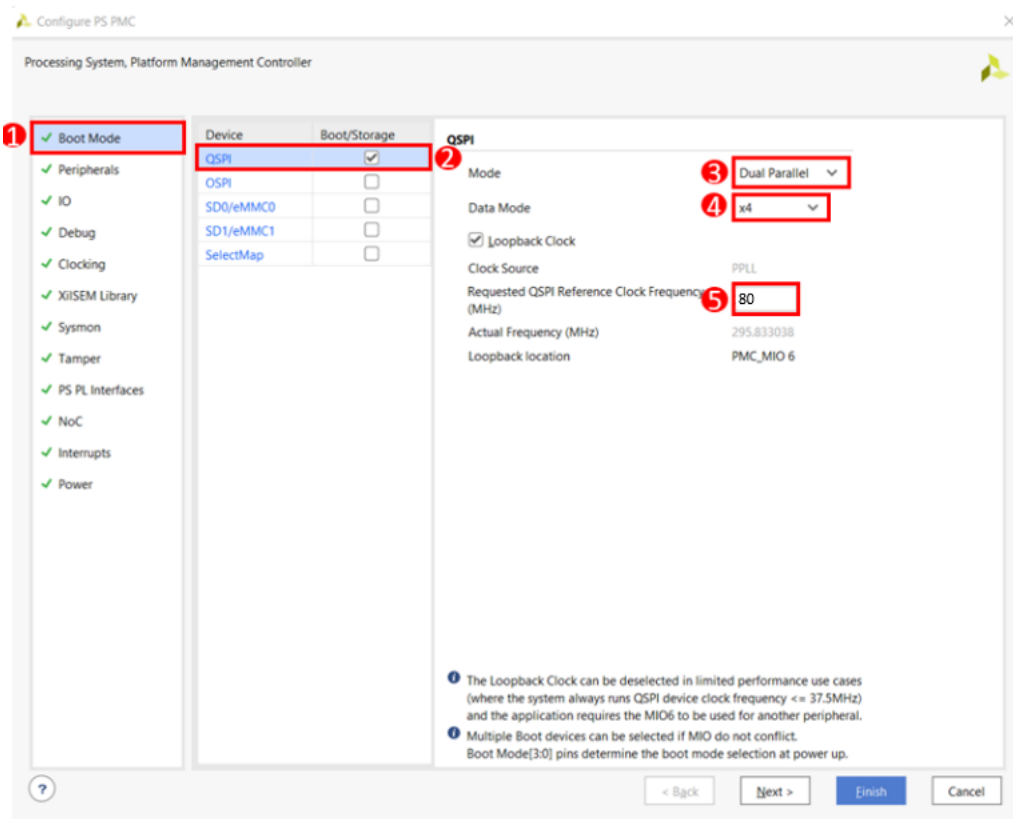 Configure PS PMC
Processing System, Platform Management Controller
1
Boot Mode
Peripherals
IO
Debug
Clocking
XilSEM Library
Sysmon
Tamper
PS PL Interfaces
NoC
Interrupts
Power
Device Boot/Storage
QSPI
OSPI
SD0/eMMC0
SD1/eMMC1
SelectMap
2
QSPI
Mode 3 Dual Parallel
Data Mode 4 x4
Loopback Clock
Clock Source PPLL
Requested QSPI Reference Clock Frequency
(MHz) 5 80
Actual Frequency (MHz) 295.833038
Loopback location PMC_MIO 6
The Loopback Clock can be deselected in limited performance use cases
(where the system always runs QSPI device clock frequency <= 37.5MHz)
and the application requires the MIO6 to be used for another peripheral.
Multiple Boot devices can be selected if MIO do not conflict.
Boot Mode[3:0] pins determine the boot mode selection at power up.
? < Back Next > Finish Cancel